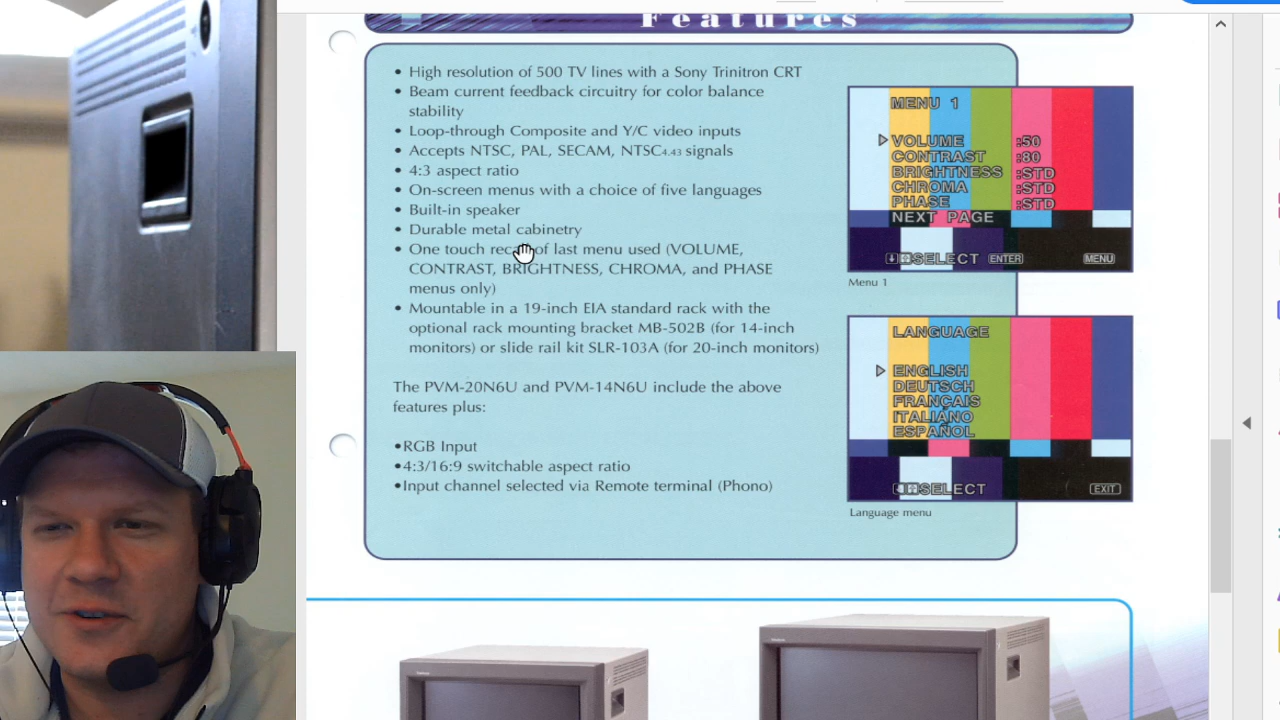 Features
• High resolution of 500 TV lines with a Sony Trinitron CRT
• Beam current feedback circuitry for color balance
stability
• Loop-through Composite and Y/C video inputs
• Accepts NTSC, PAL, SECAM, NTSC4.43 signals
• 4:3 aspect ratio
• On-screen menus with a choice of five languages
• Built-in speaker
• Durable metal cabinetry
• One touch recall of last menu used (VOLUME,
CONTRAST, BRIGHTNESS, CHROMA, and PHASE
menus only)
• Mountable in a 19-inch EIA standard rack with the
optional rack mounting bracket MB-502B (for 14-inch
monitors) or slide rail kit SLR-103A (for 20-inch monitors)
The PVM-20N6U and PVM-14N6U include the above
features plus:
•RGB Input
•4:3/16:9 switchable aspect ratio
•Input channel selected via Remote terminal (Phono)
MENU 1
VOLUME :50
CONTRAST :80
BRIGHTNESS :STD
CHROMA :STD
PHASE :STD
NEXT PAGE
SELECT ENTER MENU
Menu 1
LANGUAGE
ENGLISH
DEUTSCH
FRANÇAIS
ITALIANO
ESPAÑOL
SELECT EXIT
Language menu